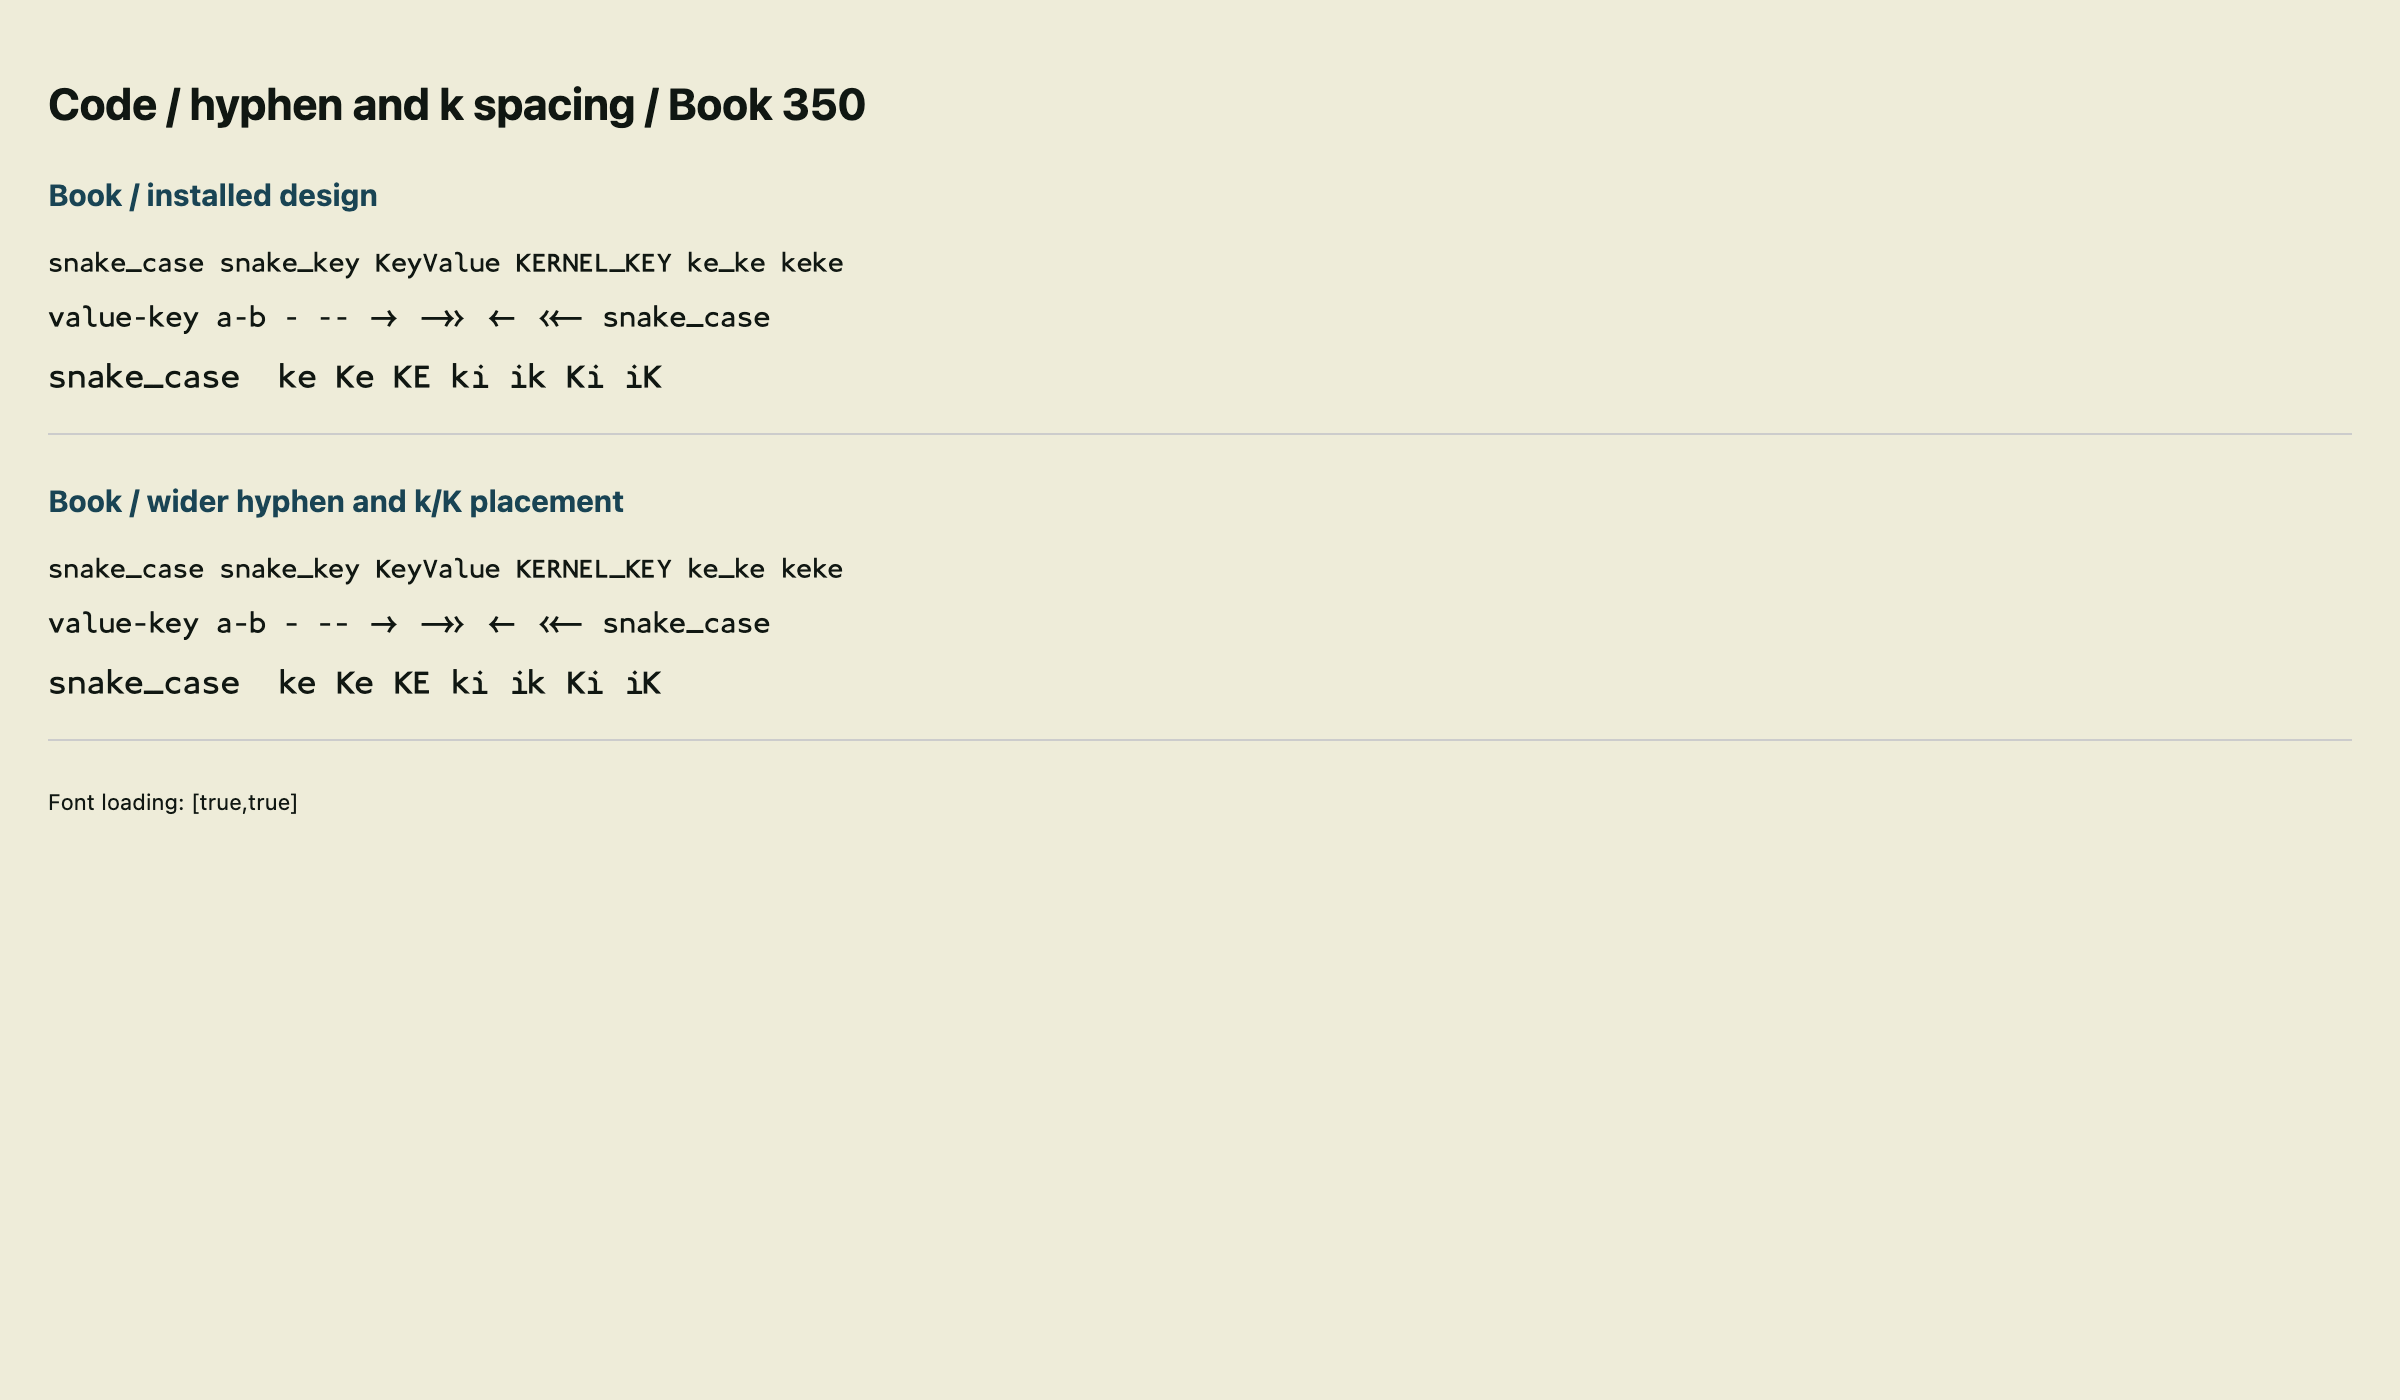 Code / hyphen and k spacing / Book 350
Book / installed design
snake_case snake_key KeyValue KERNEL_KEY ke_ke keke
value-key a-b - -- -> ->> <- <<- snake_case
snake_case  ke Ke KE ki ik Ki iK
Book / wider hyphen and k/K placement
snake_case snake_key KeyValue KERNEL_KEY ke_ke keke
value-key a-b - -- -> ->> <- <<- snake_case
snake_case  ke Ke KE ki ik Ki iK
Font loading: [true,true]